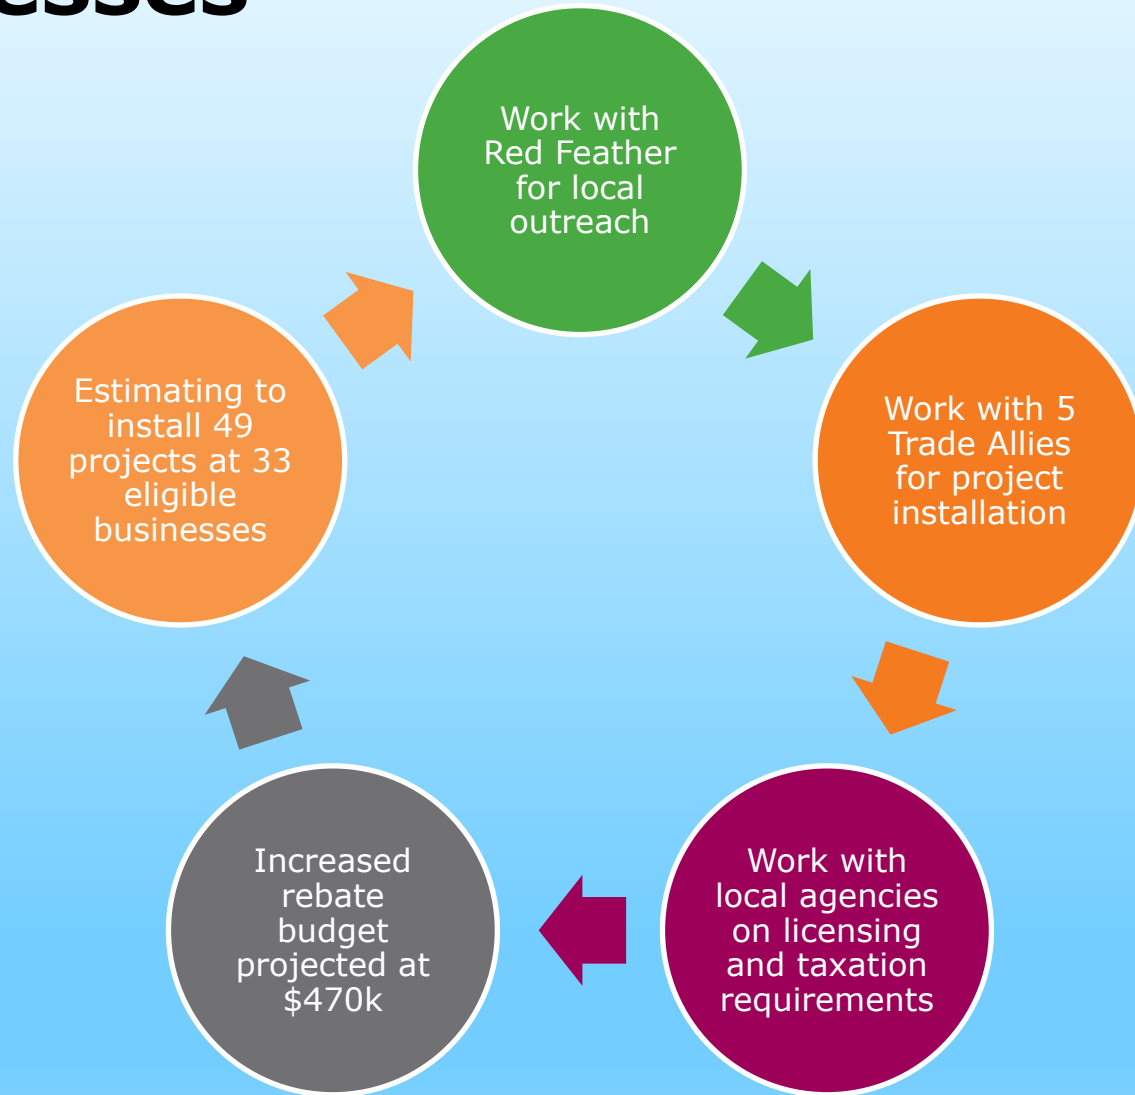 Work with
Red Feather
for local
outreach
Work with 5
Trade Allies
for project
installation
Work with
local agencies
on licensing
and taxation
requirements
Increased
rebate
budget
projected at
$470k
Estimating to
install 49
projects at 33
eligible
businesses